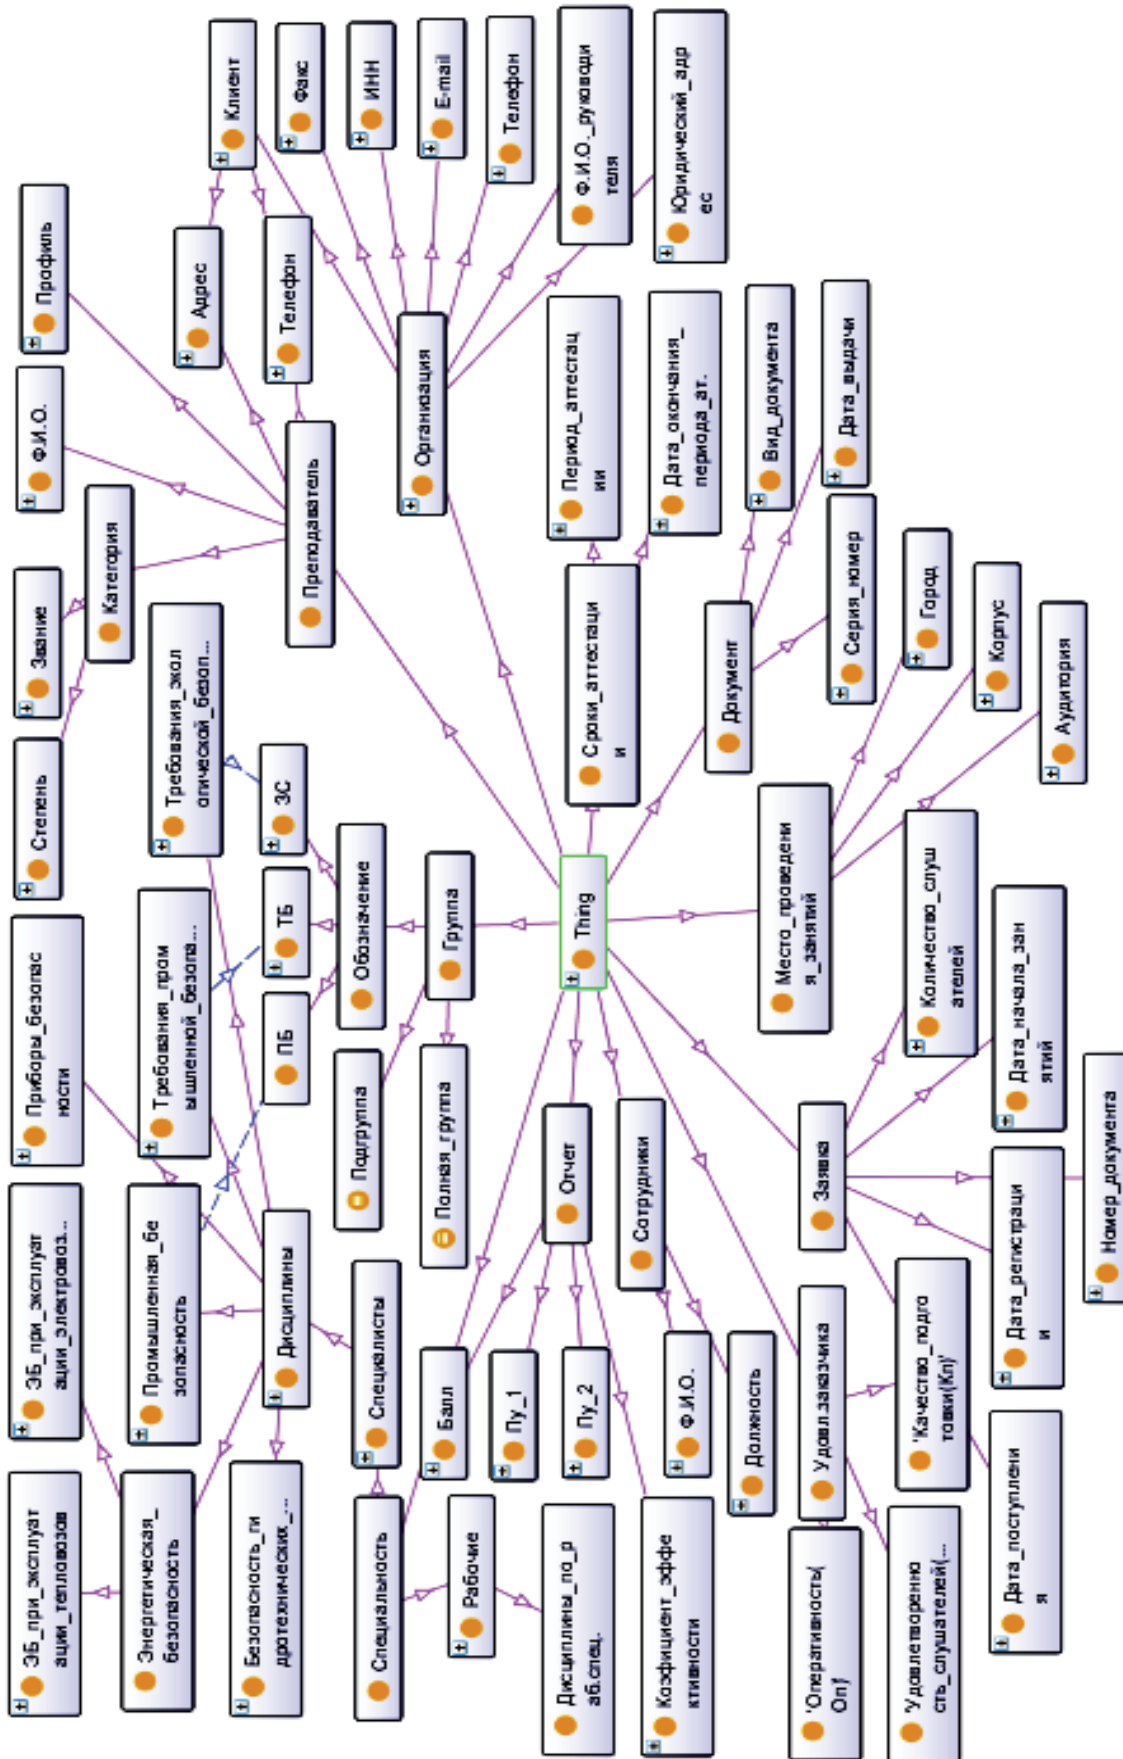 ЭБ_при_эксплуат
ации_тепловозов
ЭБ_при_эксплуат
ации_электровоз...
Приборы_безопас
ности
Степень
Звание
Ф.И.О.
Профиль
Энергетическая_
безопасность
Промышленная_бе
зопасность
Требования_пром
ышленной_безопа...
Требования_экол
огической_безоп...
Категория
Адрес
Клиент
Безопасность_ги
дротехнических_...
Дисциплины
ПБ
ТБ
ЗС
Преподаватель
Телефон
Факс
Специальность
Специалисты
Подгруппа
Обозначение
ИНН
Рабочие
Балл
Полная_группа
Группа
Организация
E-mail
Дисциплины_по_р
аб.спец.
Пу_1
Пу_2
Отчет
Thing
Сроки_аттестаци
и
Период_аттестац
ии
Телефон
Коэфициент_эффе
ктивности
Ф.И.О.
Сотрудники
Дата_окончания_
периода_ат.
Ф.И.О._руководи
теля
Должность
Документ
Вид_документа
Юридический_адр
ес
'Оперативность(
Оп)'
Удовл.заказчика
Заявка
Место_проведени
я_занятий
Серия_номер
Дата_выдачи
'Удовлетворенно
сть_слушателей(...
'Качество_подго
товки(Кп)'
Количество_слуш
ателей
Город
Дата_поступлени
я
Дата_регистраци
и
Дата_начала_зан
ятий
Корпус
Номер_документа
Аудитория